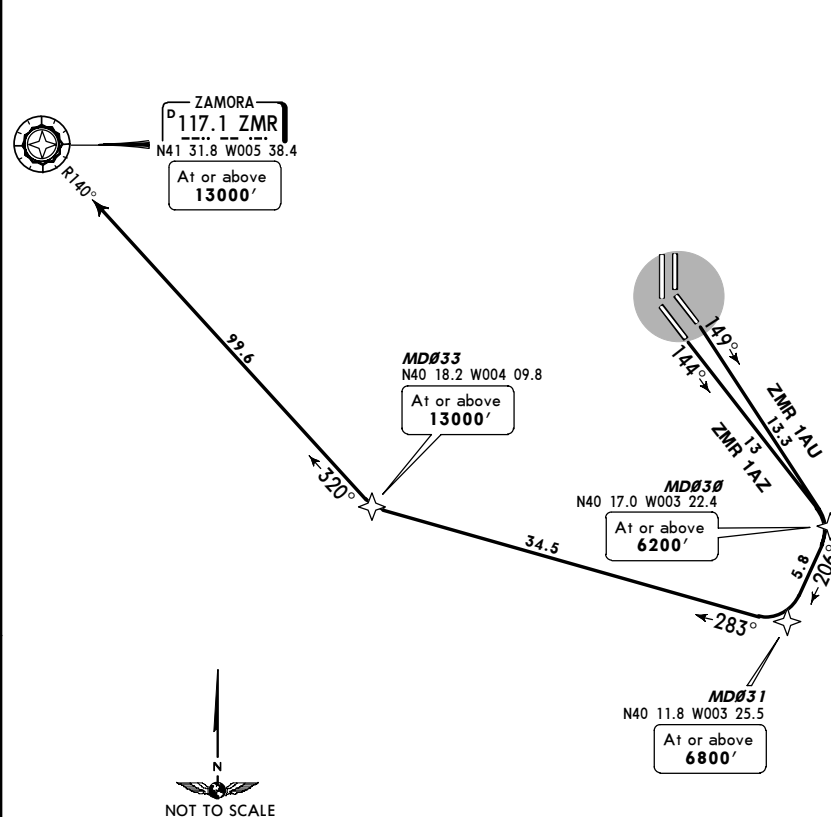 ZAMORA
D 117.1 ZMR
N41 31.8 W005 38.4
At or above
13000'
R140°
99.6
MDØ33
N40 18.2 W004 09.8
At or above
13000'
320°
149°
144°
ZMR 1AU
13.3
13
ZMR 1AZ
MDØ3Ø
N40 17.0 W003 22.4
At or above
6200'
34.5
5.8
206°
283°
MDØ31
N40 11.8 W003 25.5
At or above
6800'
N
NOT TO SCALE